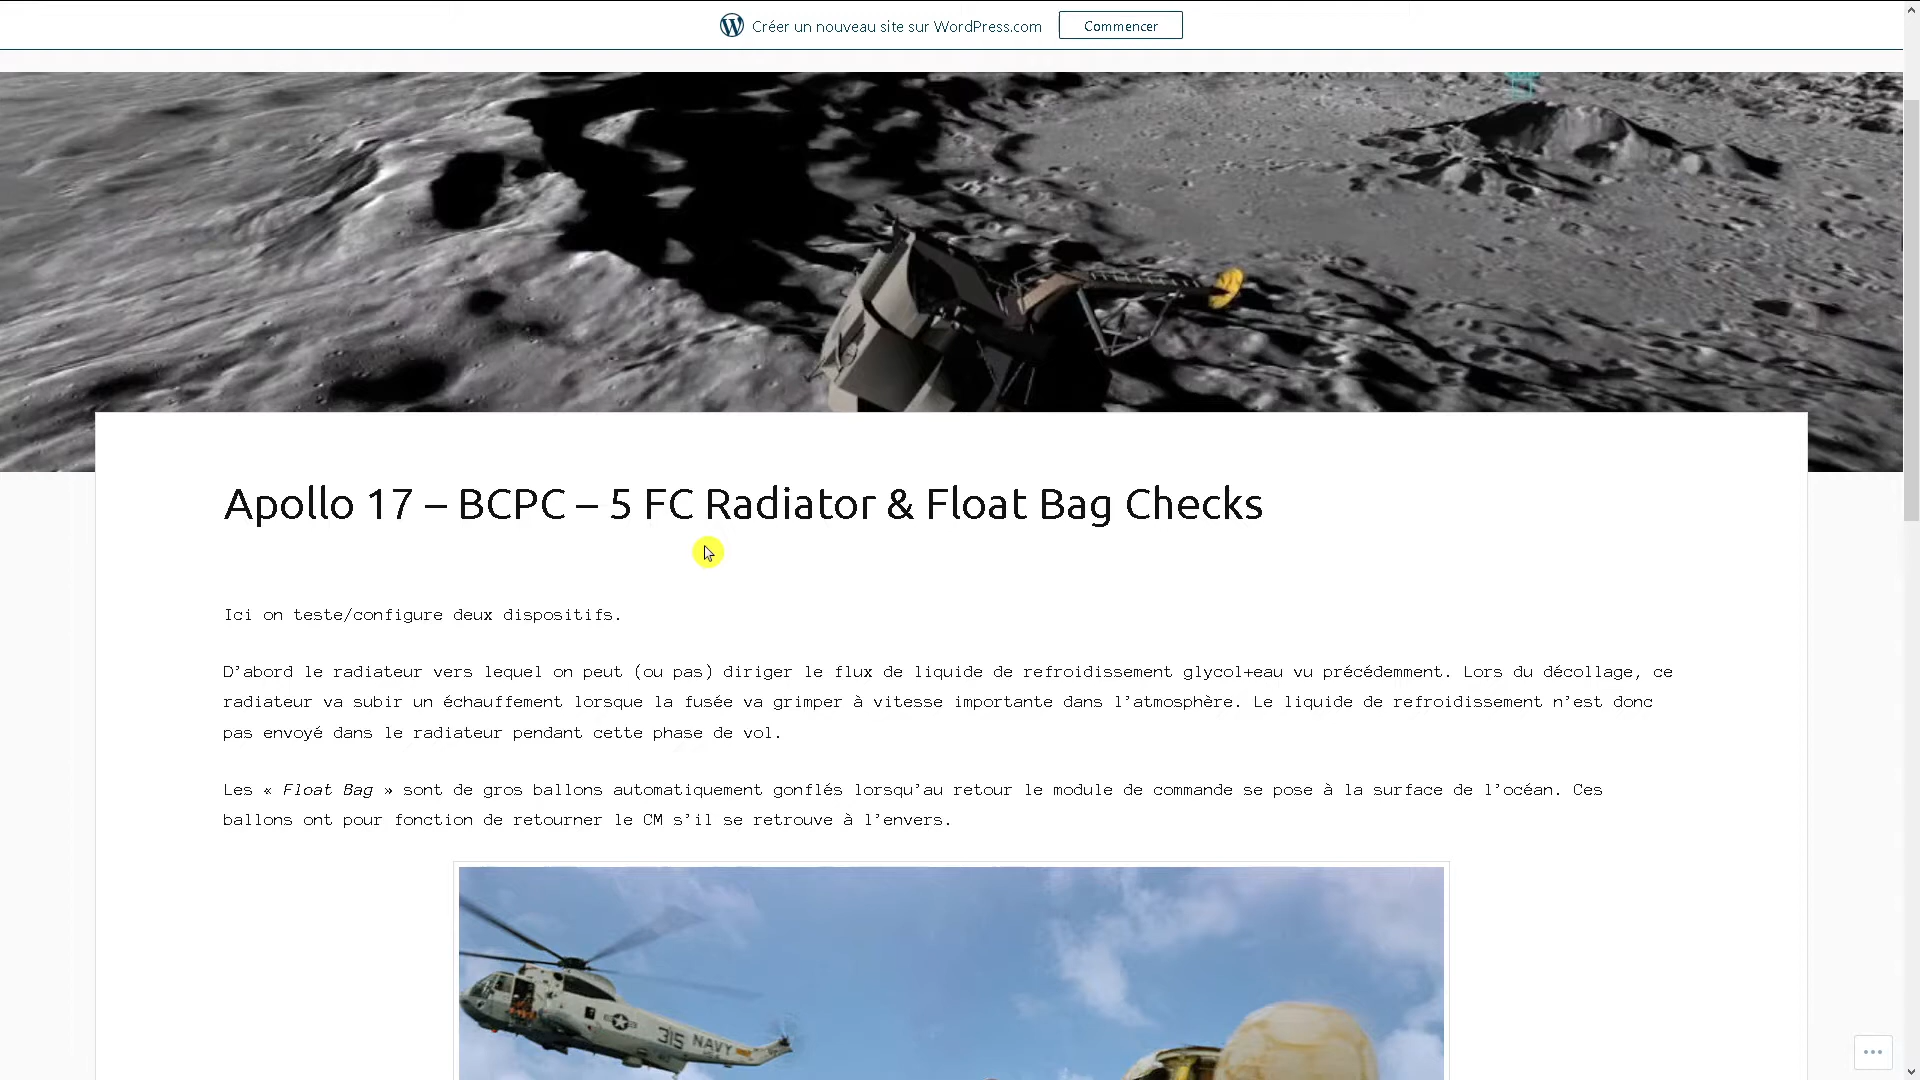 Créer un nouveau site sur WordPress.com
Commencer
Apollo 17 – BCPC – 5 FC Radiator & Float Bag Checks
Ici on teste/configure deux dispositifs.
D’abord le radiateur vers lequel on peut (ou pas) diriger le flux de liquide de refroidissement glycol+eau vu précédemment. Lors du décollage, ce
radiateur va subir un échauffement lorsque la fusée va grimper à vitesse importante dans l’atmosphère. Le liquide de refroidissement n’est donc
pas envoyé dans le radiateur pendant cette phase de vol.
Les « Float Bag » sont de gros ballons automatiquement gonflés lorsqu’au retour le module de commande se pose à la surface de l’océan. Ces
ballons ont pour fonction de retourner le CM s’il se retrouve à l’envers.
315 NAVY